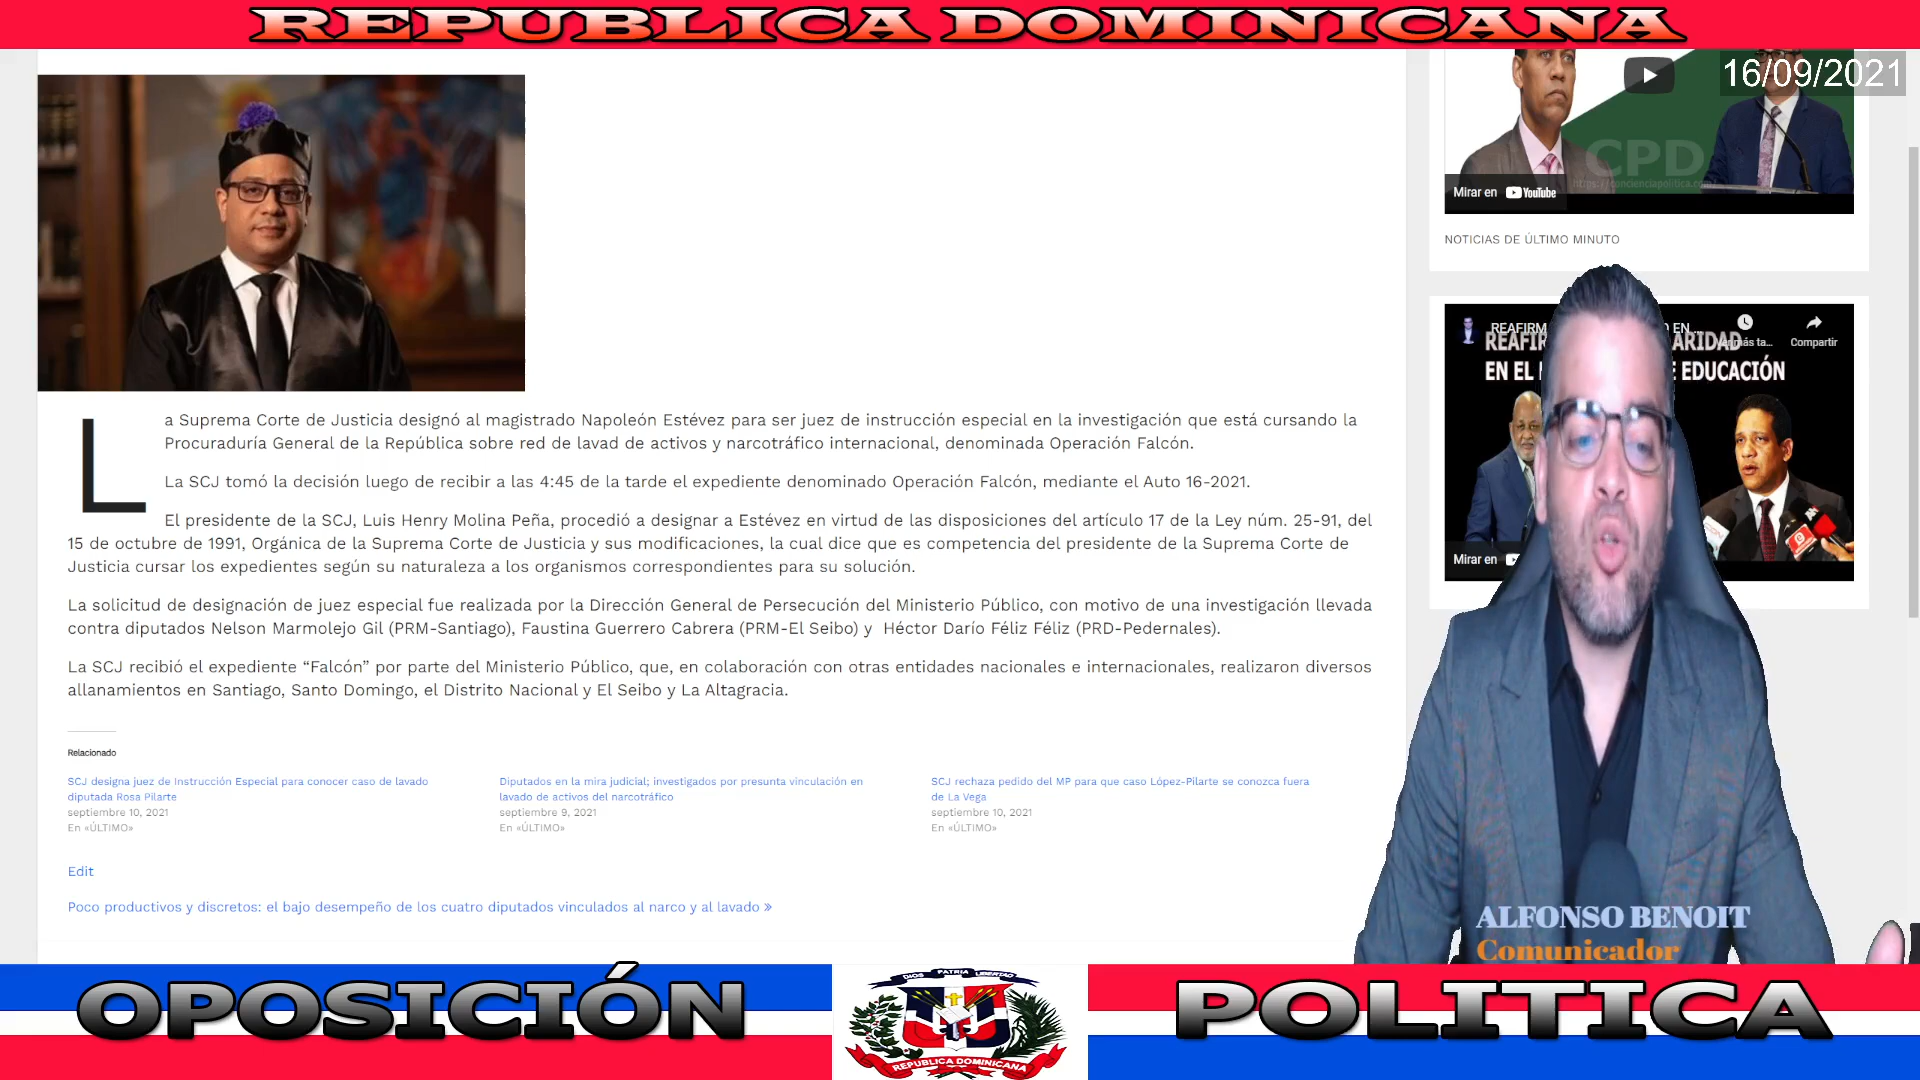 REPUBLICA DOMINICANA
16/09/2021
CPD
Mirar en YouTube
NOTICIAS DE ÚLTIMO MINUTO
REAFIRM
EN ...
Compartir
ARIDAD
EN EL
EDUCACIÓN
Mirar en
La Suprema Corte de Justicia designó al magistrado Napoleón Estévez para ser juez de instrucción especial en la investigación que está cursando la
Procuraduría General de la República sobre red de lavad de activos y narcotráfico internacional, denominada Operación Falcón.
La SCJ tomó la decisión luego de recibir a las 4:45 de la tarde el expediente denominado Operación Falcón, mediante el Auto 16-2021.
El presidente de la SCJ, Luis Henry Molina Peña, procedió a designar a Estévez en virtud de las disposiciones del artículo 17 de la Ley núm. 25-91, del
15 de octubre de 1991, Orgánica de la Suprema Corte de Justicia y sus modificaciones, la cual dice que es competencia del presidente de la Suprema Corte de
Justicia cursar los expedientes según su naturaleza a los organismos correspondientes para su solución.
La solicitud de designación de juez especial fue realizada por la Dirección General de Persecución del Ministerio Público, con motivo de una investigación llevada
contra diputados Nelson Marmolejo Gil (PRM-Santiago), Faustina Guerrero Cabrera (PRM-El Seibo) y Héctor Darío Féliz Féliz (PRD-Pedernales).
La SCJ recibió el expediente “Falcón” por parte del Ministerio Público, que, en colaboración con otras entidades nacionales e internacionales, realizaron diversos
allanamientos en Santiago, Santo Domingo, el Distrito Nacional y El Seibo y La Altagracia.
Relacionado
SCJ designa juez de Instrucción Especial para conocer caso de lavado
diputada Rosa Pilarte
septiembre 10, 2021
En «ÚLTIMO»
Diputados en la mira judicial; investigados por presunta vinculación en
lavado de activos del narcotráfico
septiembre 9, 2021
En «ÚLTIMO»
SCJ rechaza pedido del MP para que caso López-Pilarte se conozca fuera
de La Vega
septiembre 10, 2021
En «ÚLTIMO»
Edit
Poco productivos y discretos: el bajo desempeño de los cuatro diputados vinculados al narco y al lavado »
ALFONSO BENOIT
Comunicador
OPOSICIÓN
DIOS PATRIA LIBERTAD
REPUBLICA DOMINICANA
POLITICA